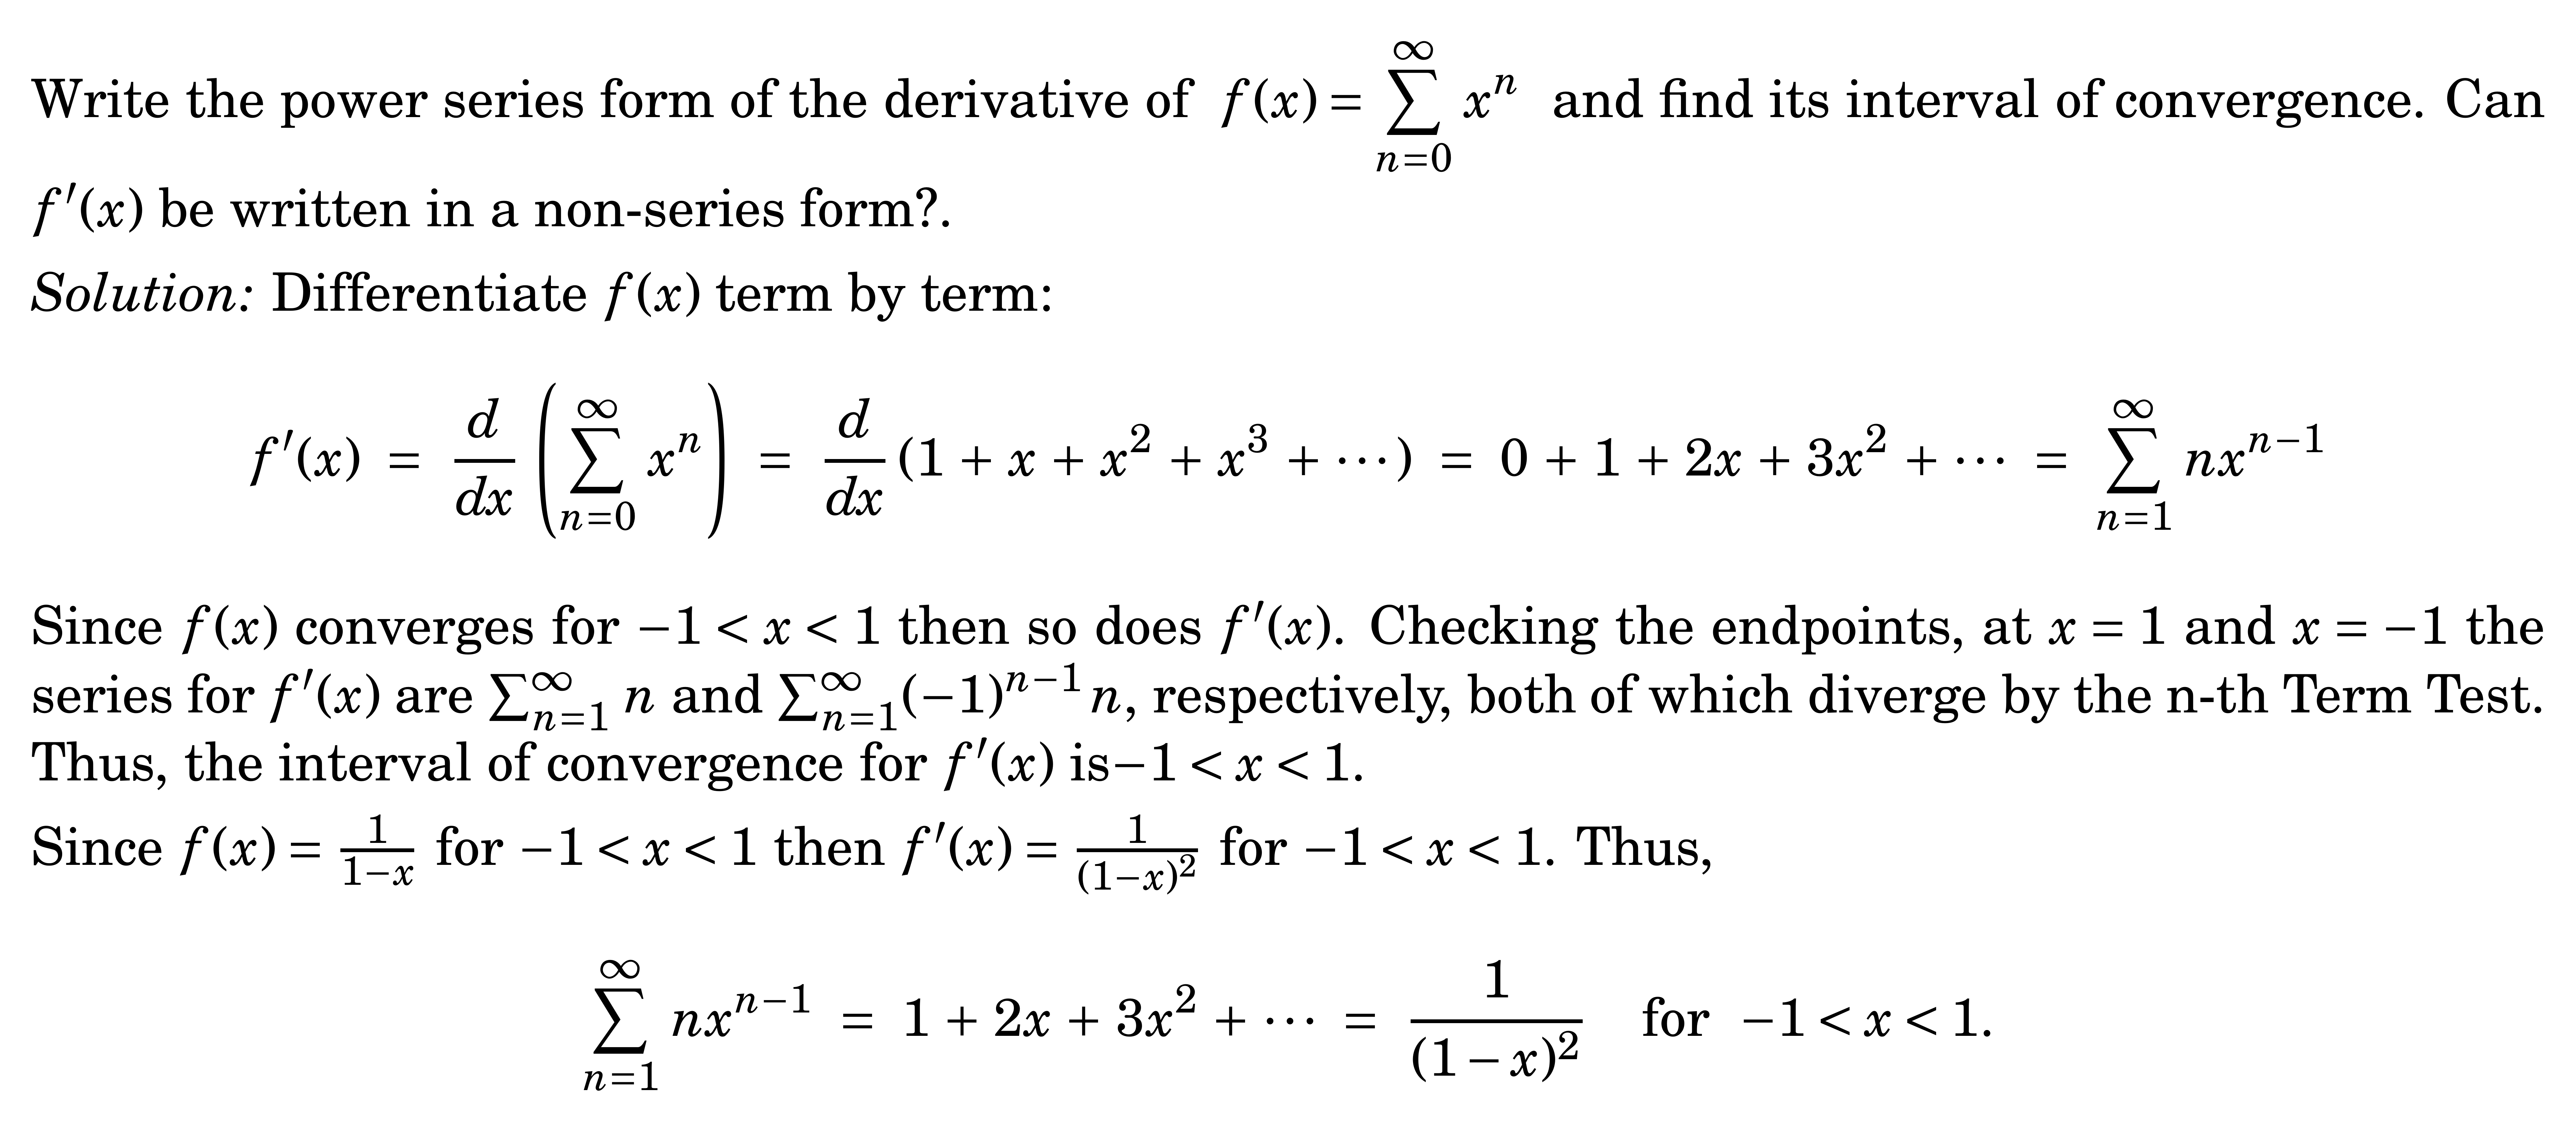 Write the power series form of the derivative of $f(x) = \sum_{n=0}^{\infty} x^n$ and find its interval of convergence. Can
$f'(x)$ be written in a non-series form?.
Solution: Differentiate $f(x)$ term by term:
$f'(x) = \frac{d}{dx} \left( \sum_{n=0}^{\infty} x^n \right) = \frac{d}{dx} (1 + x + x^2 + x^3 + \cdots) = 0 + 1 + 2x + 3x^2 + \cdots = \sum_{n=1}^{\infty} nx^{n-1}$
Since $f(x)$ converges for $-1 < x < 1$ then so does $f'(x)$. Checking the endpoints, at $x = 1$ and $x = -1$ the
series for $f'(x)$ are $\sum_{n=1}^{\infty} n$ and $\sum_{n=1}^{\infty} (-1)^{n-1} n$, respectively, both of which diverge by the n-th Term Test.
Thus, the interval of convergence for $f'(x)$ is$-1 < x < 1$.
Since $f(x) = \frac{1}{1-x}$ for $-1 < x < 1$ then $f'(x) = \frac{1}{(1-x)^2}$ for $-1 < x < 1$. Thus,
$\sum_{n=1}^{\infty} nx^{n-1} = 1 + 2x + 3x^2 + \cdots = \frac{1}{(1-x)^2}$ for $-1 < x < 1$.